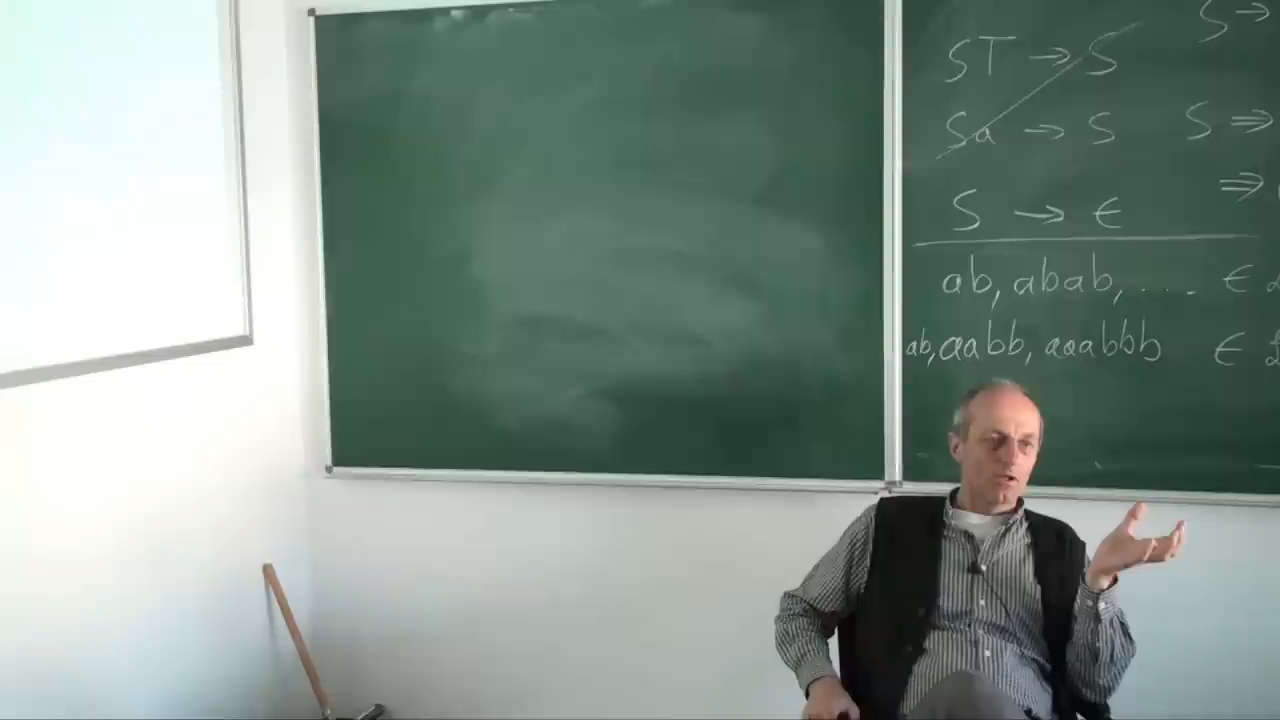 S →
ST → S
Sa → S S ⇒
⇒
S → ϵ
ab, abab, .... ∈
ab, aabb, aaabbb ∈